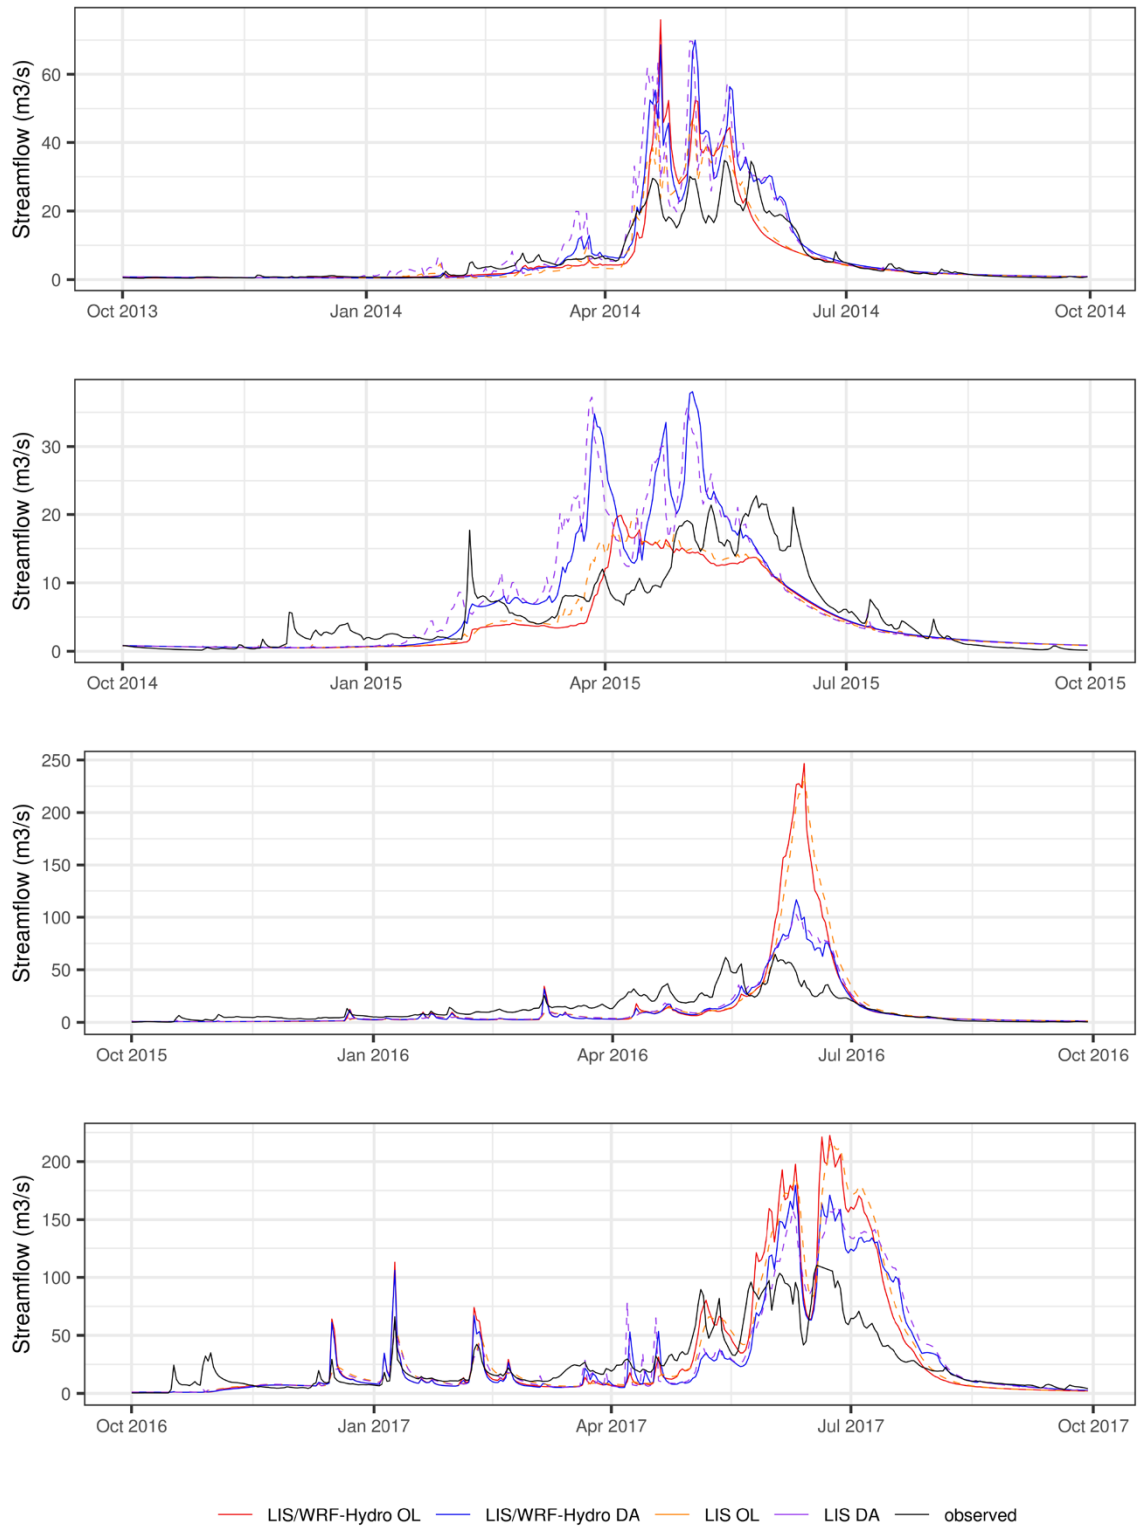 Streamflow (m3/s)
60
40
20
0
Oct 2013 Jan 2014 Apr 2014 Jul 2014 Oct 2014
Streamflow (m3/s)
30
20
10
0
Oct 2014 Jan 2015 Apr 2015 Jul 2015 Oct 2015
Streamflow (m3/s)
250
200
150
100
50
0
Oct 2015 Jan 2016 Apr 2016 Jul 2016 Oct 2016
Streamflow (m3/s)
200
150
100
50
0
Oct 2016 Jan 2017 Apr 2017 Jul 2017 Oct 2017
LIS/WRF-Hydro OL LIS/WRF-Hydro DA LIS OL LIS DA observed